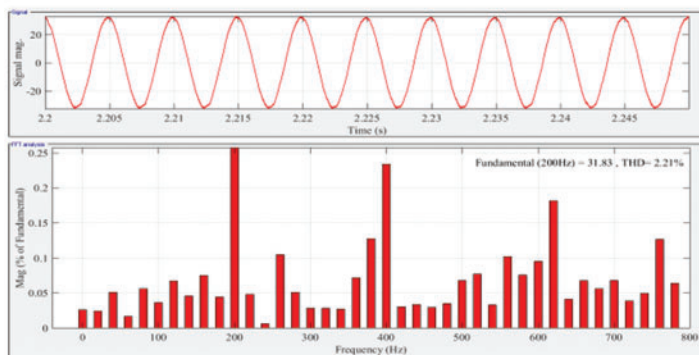 Signal
Signal mag.
20
0
-20
2.2 2.205 2.21 2.215 2.22 2.225 2.23 2.235 2.24 2.245
Time (s)
FFT analysis
Fundamental (200Hz) = 31.83 , THD= 2.21%
Mag (% of Fundamental)
0.25
0.2
0.15
0.1
0.05
0
0 100 200 300 400 500 600 700 800
Frequency (Hz)